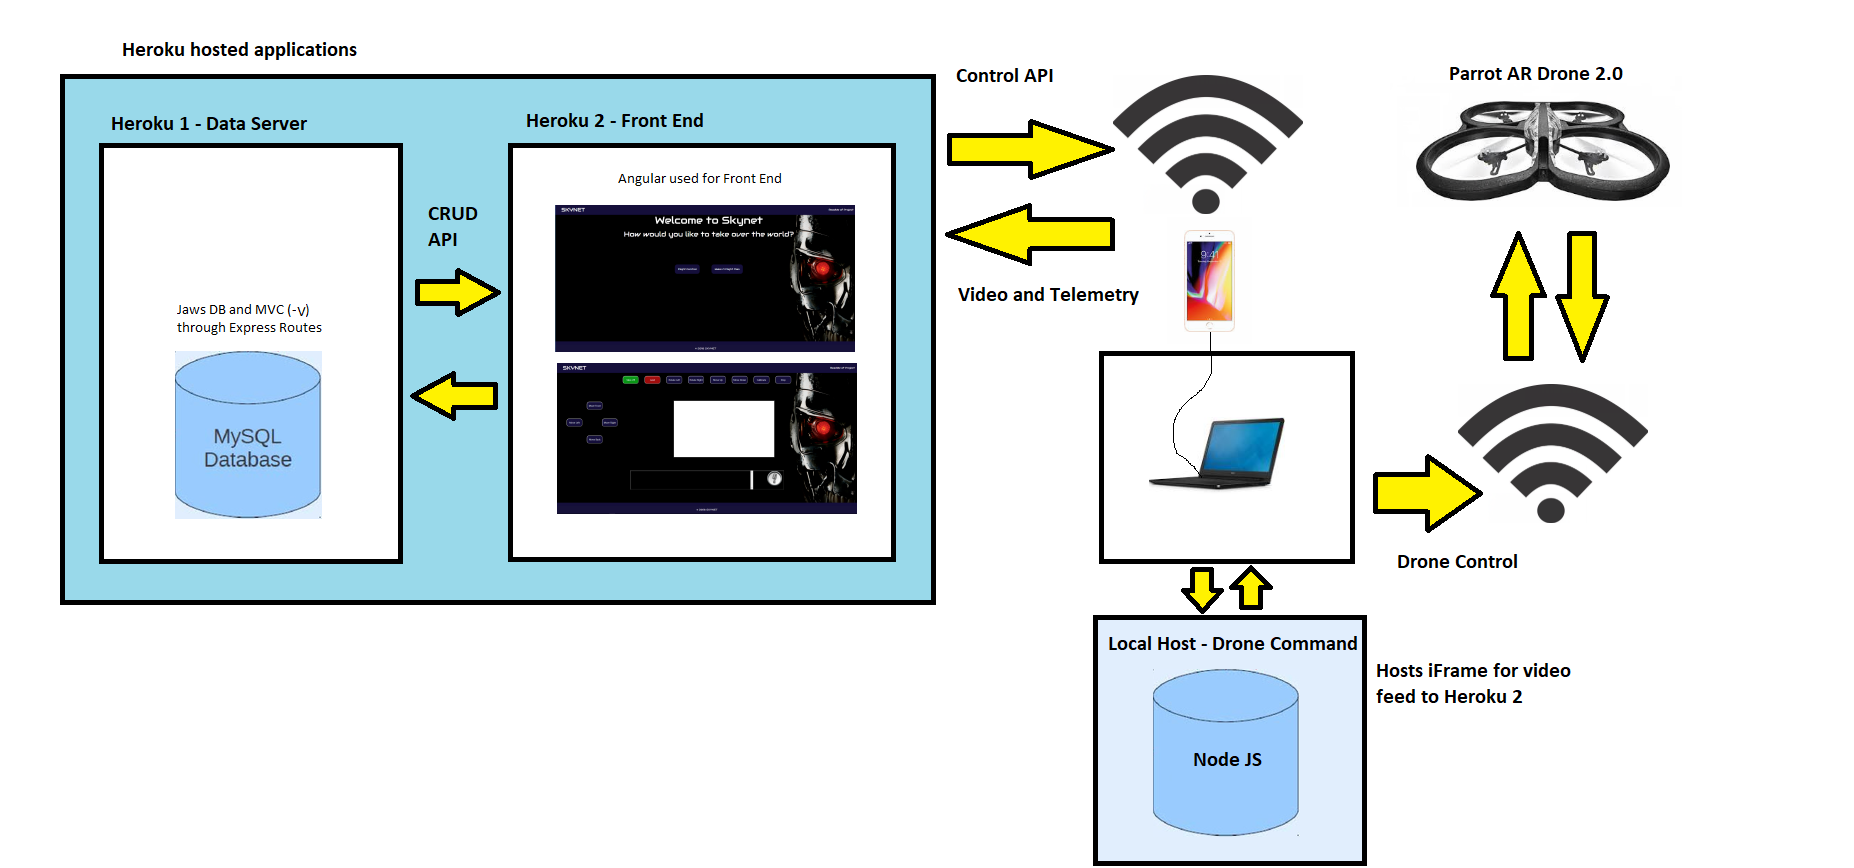 Heroku hosted applications
Heroku 1 - Data Server
Jaws DB and MVC (-v)
through Express Routes
MySQL
Database
CRUD
API
Heroku 2 - Front End
Angular used for Front End
SKYNET
Welcome to Skynet
How would you like to take over the world?
SKYNET
Control API
Video and Telemetry
9:41
Parrot AR Drone 2.0
Drone Control
Local Host - Drone Command
Node JS
Hosts iFrame for video
feed to Heroku 2